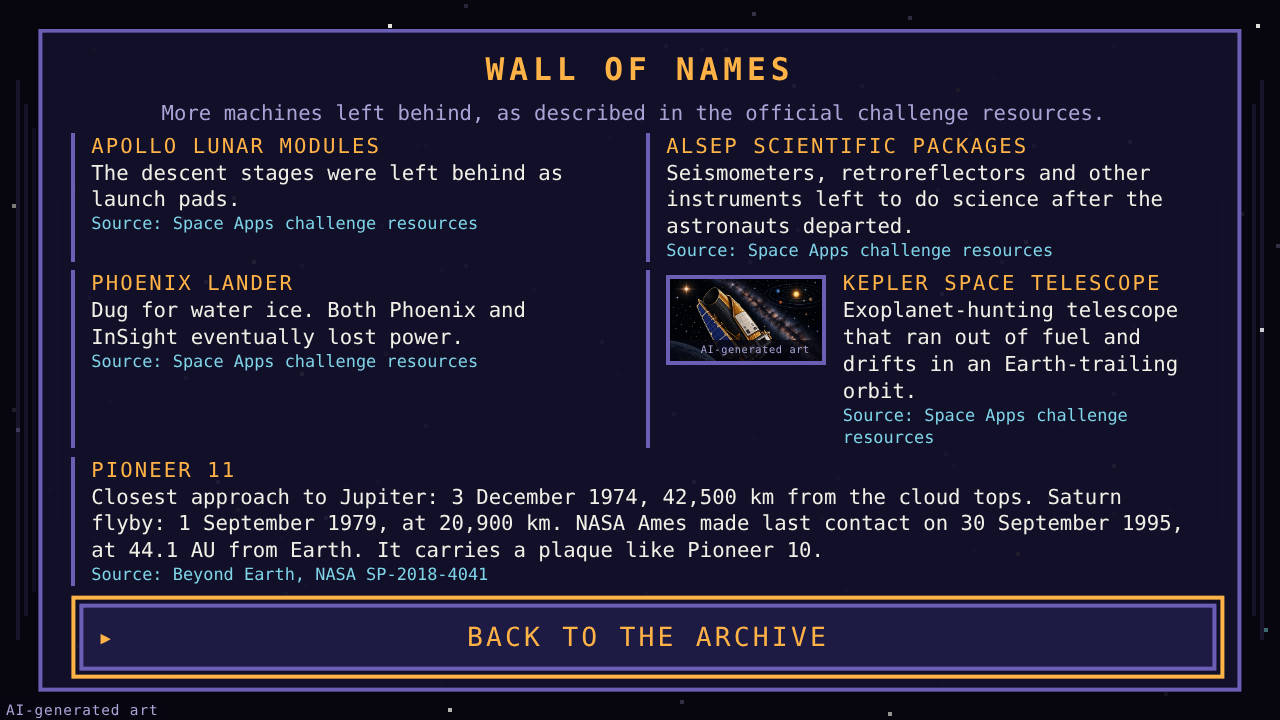 WALL OF NAMES
More machines left behind, as described in the official challenge resources.
APOLLO LUNAR MODULES
The descent stages were left behind as
launch pads.
Source: Space Apps challenge resources
ALSEP SCIENTIFIC PACKAGES
Seismometers, retroreflectors and other
instruments left to do science after the
astronauts departed.
Source: Space Apps challenge resources
PHOENIX LANDER
Dug for water ice. Both Phoenix and
InSight eventually lost power.
Source: Space Apps challenge resources
AI-generated art
KEPLER SPACE TELESCOPE
Exoplanet-hunting telescope
that ran out of fuel and
drifts in an Earth-trailing
orbit.
Source: Space Apps challenge
resources
PIONEER 11
Closest approach to Jupiter: 3 December 1974, 42,500 km from the cloud tops. Saturn
flyby: 1 September 1979, at 20,900 km. NASA Ames made last contact on 30 September 1995,
at 44.1 AU from Earth. It carries a plaque like Pioneer 10.
Source: Beyond Earth, NASA SP-2018-4041
▶ BACK TO THE ARCHIVE
AI-generated art